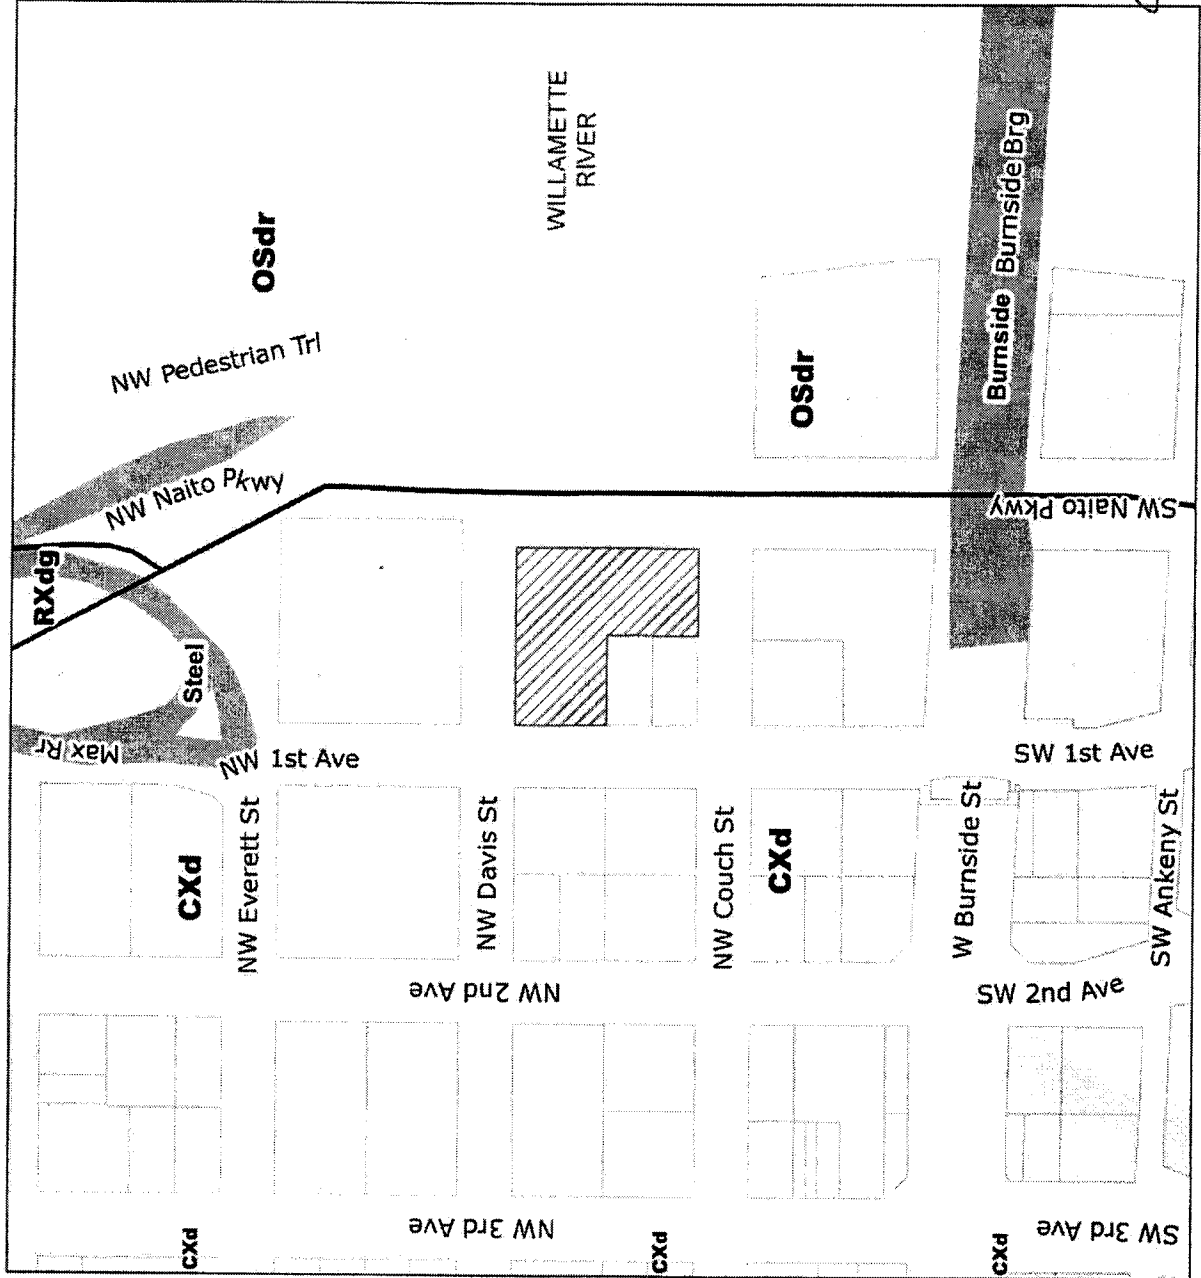 WILLAMETTE
RIVER
OSdr
NW Pedestrian Trl
NW Naito Pkwy
RXdg
Steel
Max Rr
OSdr
Burnside
Burnside Brg
SW Naito Pkwy
NW 1st Ave
SW 1st Ave
CXd
NW Everett St
NW Davis St
NW Couch St
CXd
W Burnside St
SW Ankeny St
NW 2nd Ave
SW 2nd Ave
NW 3rd Ave
SW 3rd Ave
CXd
CXd
CXd